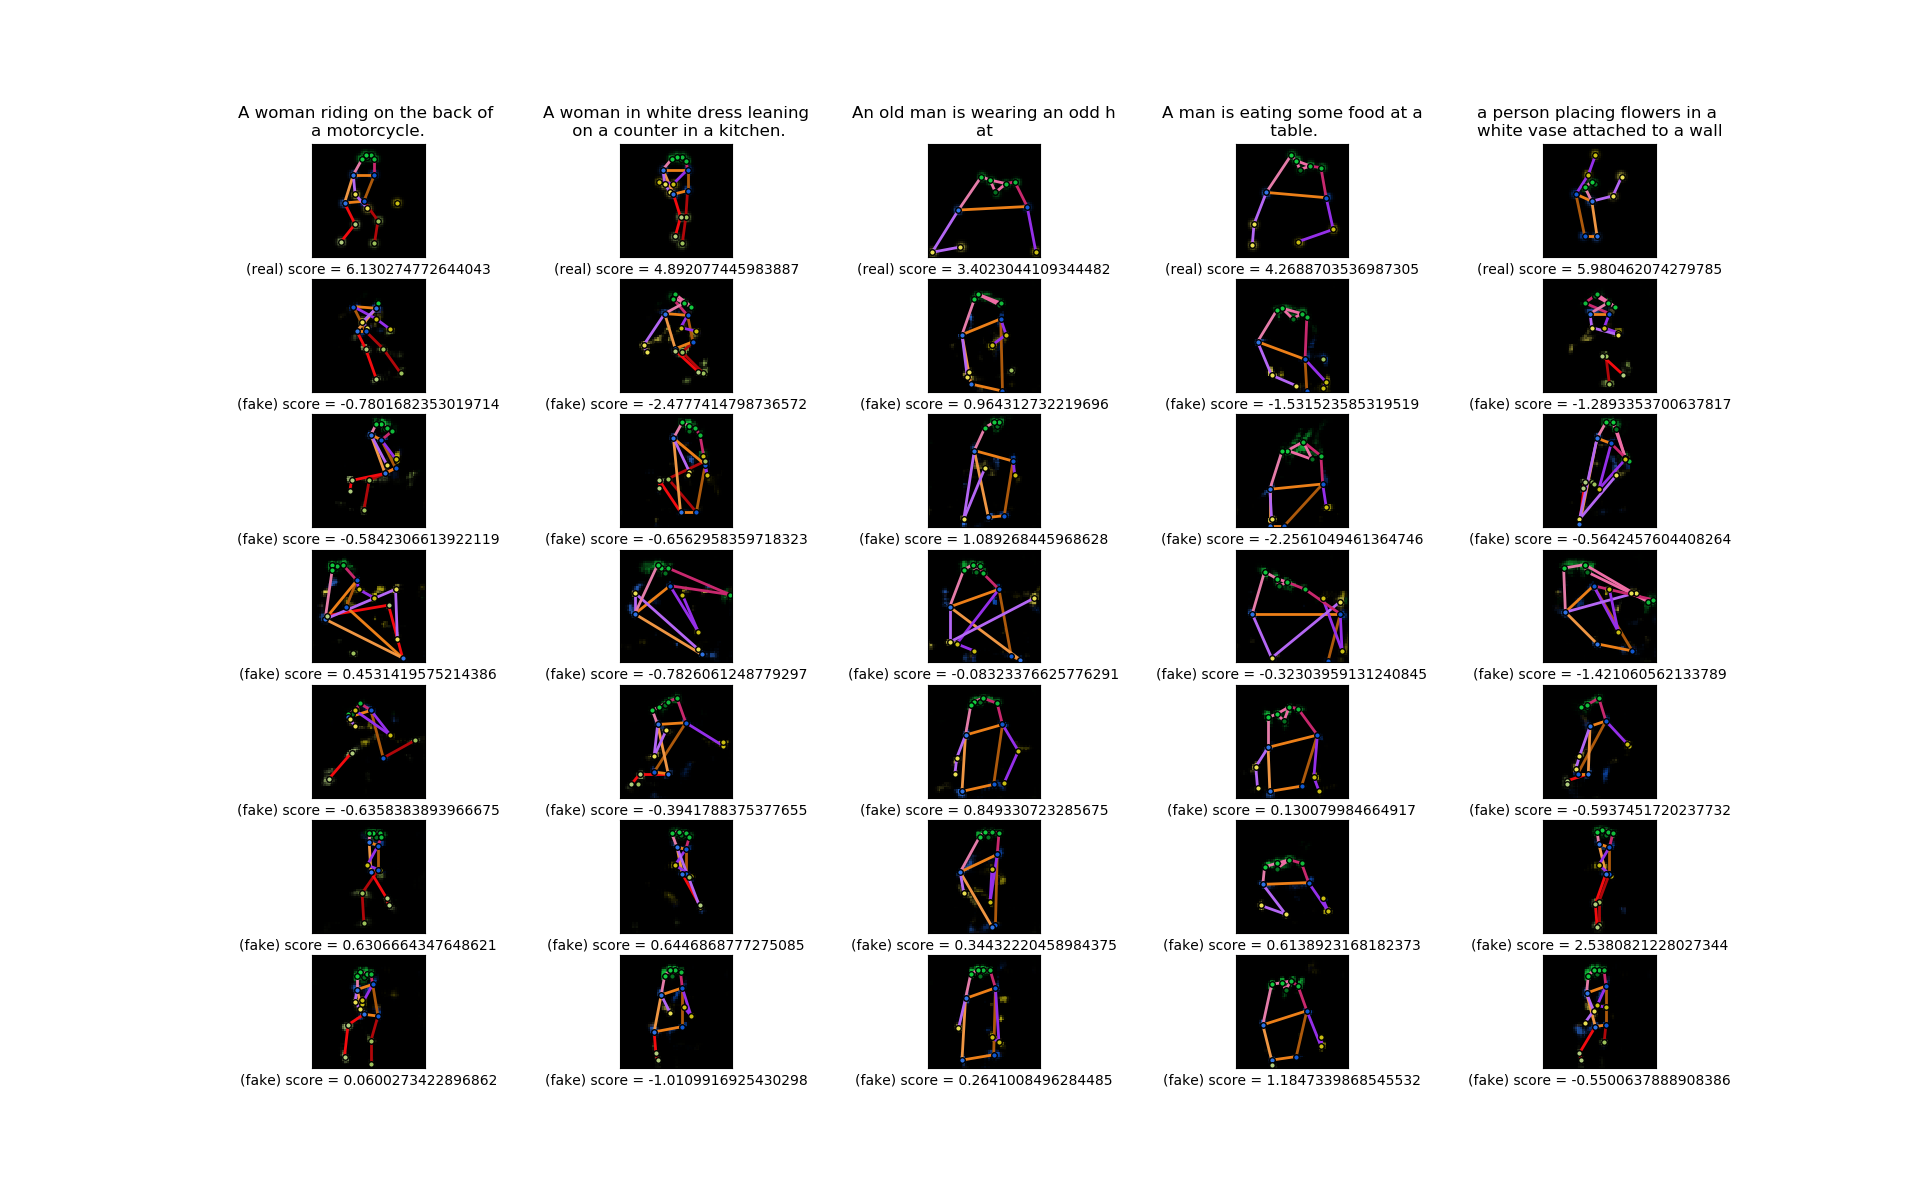 A woman riding on the back of
a motorcycle.
A woman in white dress leaning
on a counter in a kitchen.
An old man is wearing an odd h
at
A man is eating some food at a
table.
a person placing flowers in a
white vase attached to a wall
(real) score = 6.130274772644043
(real) score = 4.892077445983887
(real) score = 3.4023044109344482
(real) score = 4.2688703536987305
(real) score = 5.980462074279785
(fake) score = -0.7801682353019714
(fake) score = -2.4777414798736572
(fake) score = 0.964312732219696
(fake) score = -1.531523585319519
(fake) score = -1.2893353700637817
(fake) score = -0.5842306613922119
(fake) score = -0.6562958359718323
(fake) score = 1.089268445968628
(fake) score = -2.2561049461364746
(fake) score = -0.5642457604408264
(fake) score = 0.4531419575214386
(fake) score = -0.7826061248779297
(fake) score = -0.08323376625776291
(fake) score = -0.32303959131240845
(fake) score = -1.421060562133789
(fake) score = -0.6358383893966675
(fake) score = -0.3941788375377655
(fake) score = 0.849330723285675
(fake) score = 0.130079984664917
(fake) score = -0.5937451720237732
(fake) score = 0.6306664347648621
(fake) score = 0.6446868777275085
(fake) score = 0.34432220458984375
(fake) score = 0.6138923168182373
(fake) score = 2.5380821228027344
(fake) score = 0.0600273422896862
(fake) score = -1.0109916925430298
(fake) score = 0.2641008496284485
(fake) score = 1.1847339868545532
(fake) score = -0.5500637888908386